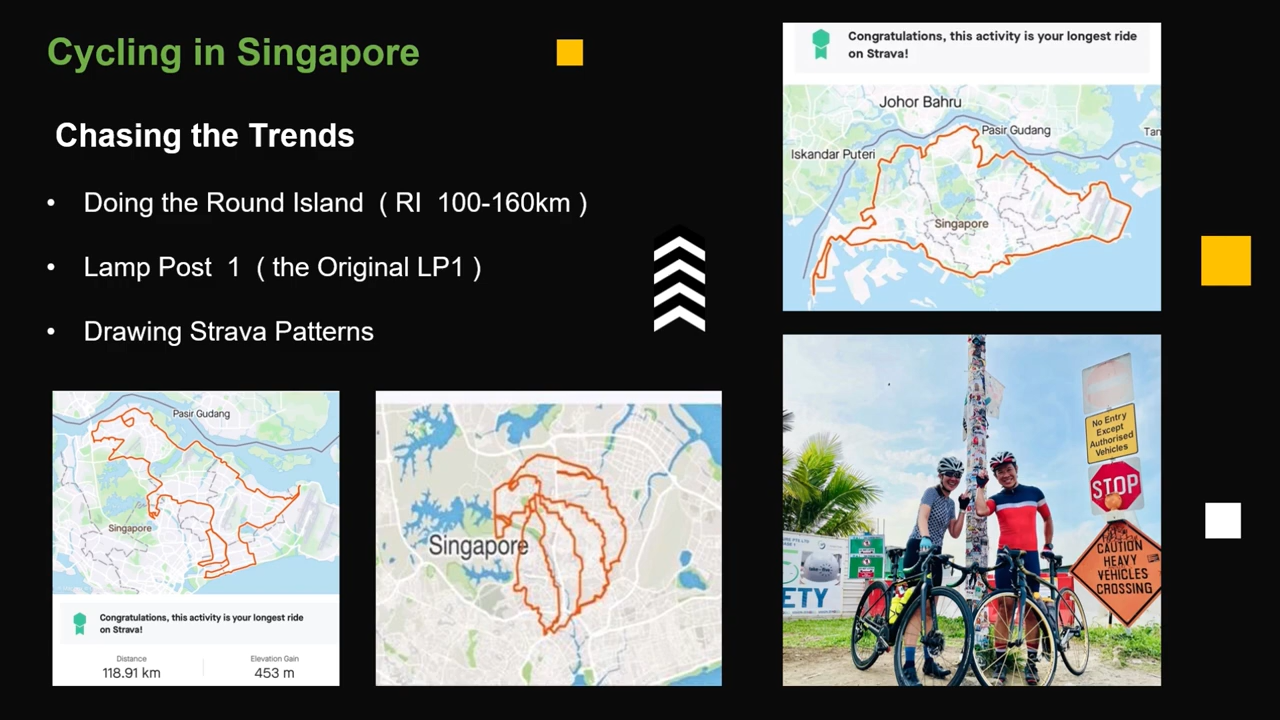 Cycling in Singapore
Chasing the Trends
• Doing the Round Island ( RI 100-160km )
• Lamp Post 1 ( the Original LP1 )
• Drawing Strava Patterns
Congratulations, this activity is your longest ride
on Strava!
Johor Bahru
Pasir Gudang
Tan
Iskandar Puteri
Singapore
Pasir Gudang
Singapore
Congratulations, this activity is your longest ride
on Strava!
Distance
Elevation Gain
118.91 km
453 m
Singapore
No Entry
Except
Authorised
Vehicles
STOP
CAUTION
HEAVY
VEHICLES
CROSSING
ETY